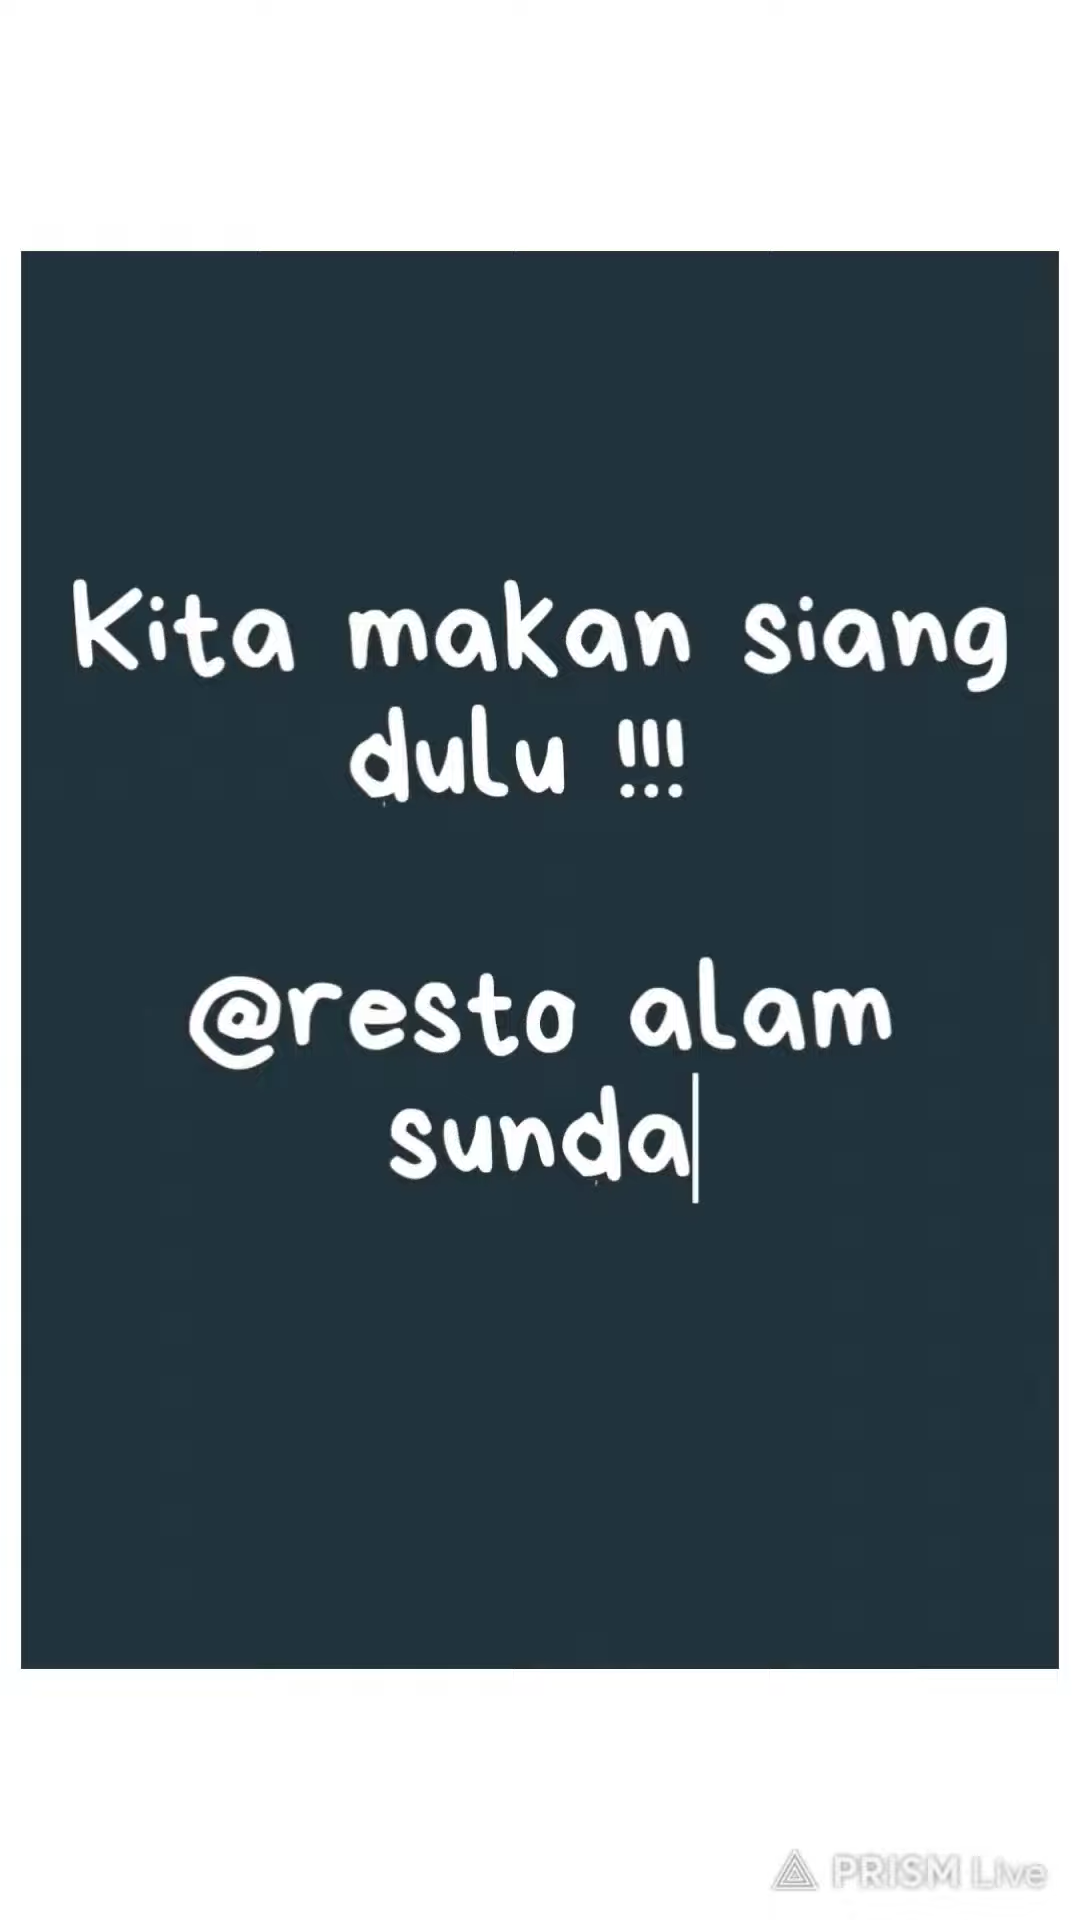 Kita makan siang
dulu !!!
@resto alam
sunda
PRISM Live